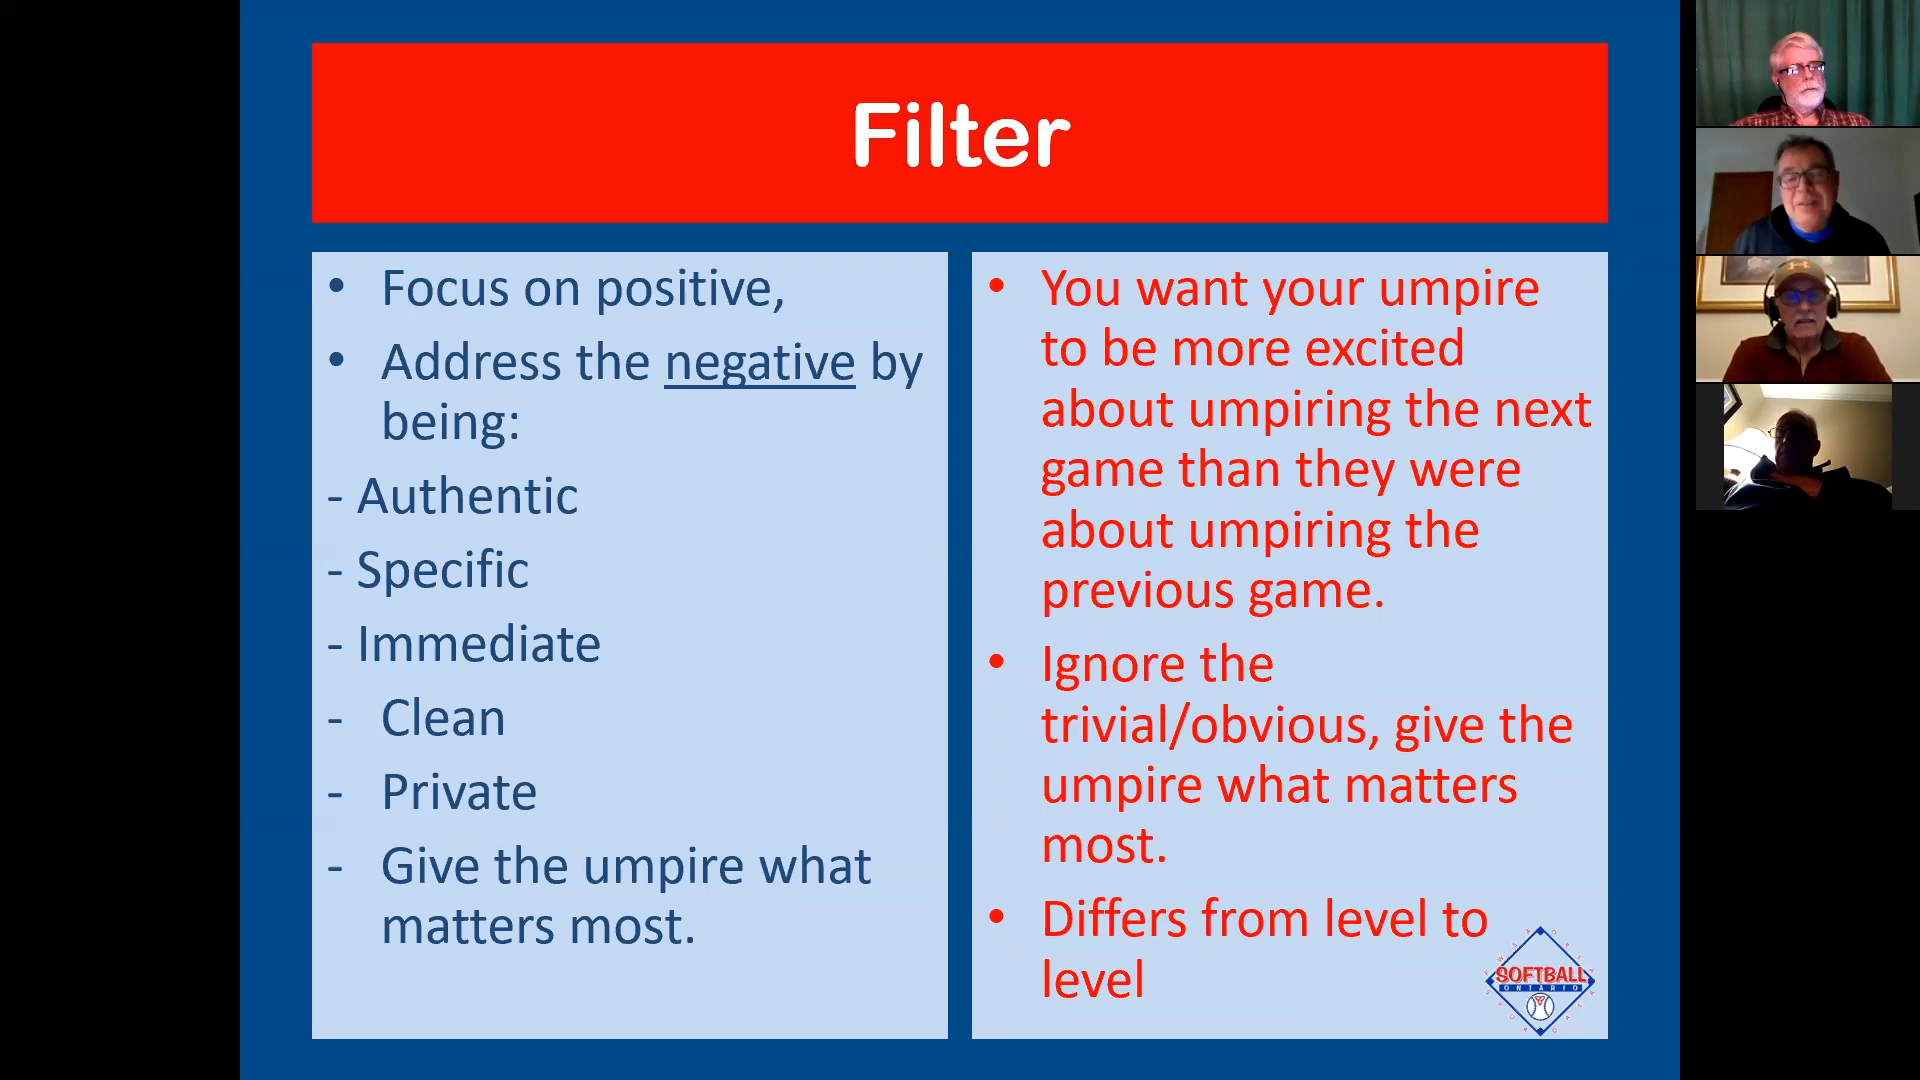 Filter
• Focus on positive,
• Address the negative by
being:
- Authentic
- Specific
- Immediate
- Clean
- Private
- Give the umpire what
matters most.
• You want your umpire
to be more excited
about umpiring the next
game than they were
about umpiring the
previous game.
• Ignore the
trivial/obvious, give the
umpire what matters
most.
• Differs from level to
level
SOFTBALL
ONTARIO